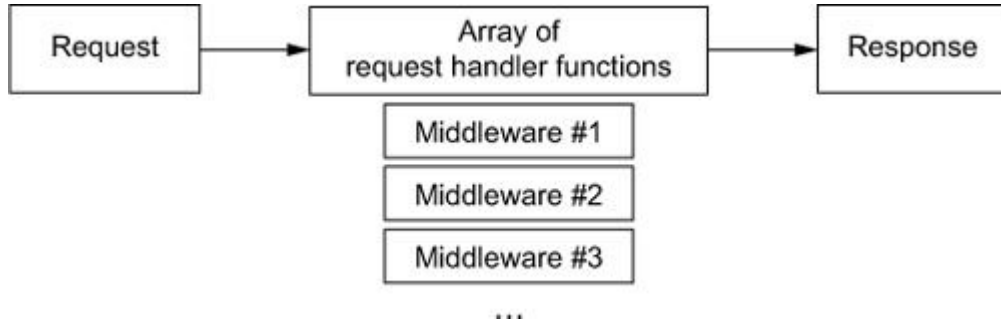 Request
Array of
request handler functions
Response
Middleware #1
Middleware #2
Middleware #3
...